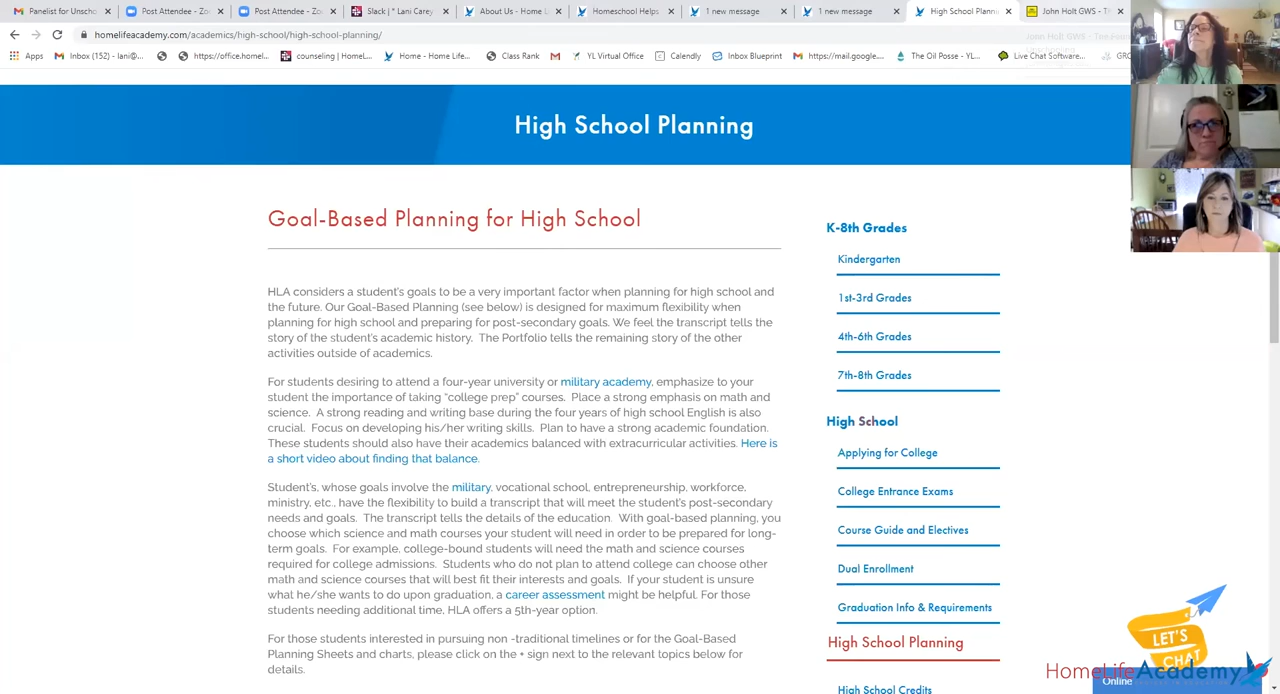 Panelist for Unscho
Post Attendee - Zoo
Post Attendee - Zoo
Slack | * Lani Carey
About Us - Home L
Homeschool Helps
1 new message
1 new message
High School Plannin
John Holt GWS - Th
homelifeacademy.com/academics/high-school/high-school-planning/
Apps
Inbox (152) - lani@...
https://office.homel...
counseling | HomeL...
Home - Home Life...
Class Rank
YL Virtual Office
Calendly
Inbox Blueprint
https://mail.google...
The Oil Posse - YL...
Live Chat Software...
GRC
High School Planning
Goal-Based Planning for High School
HLA considers a student's goals to be a very important factor when planning for high school and
the future. Our Goal-Based Planning (see below) is designed for maximum flexibility when
planning for high school and preparing for post-secondary goals. We feel the transcript tells the
story of the student's academic history.  The Portfolio tells the remaining story of the other
activities outside of academics.
For students desiring to attend a four-year university or military academy, emphasize to your
student the importance of taking "college prep" courses.  Place a strong emphasis on math and
science.  A strong reading and writing base during the four years of high school English is also
crucial.  Focus on developing his/her writing skills.  Plan to have a strong academic foundation.
These students should also have their academics balanced with extracurricular activities. Here is
a short video about finding that balance.
Student's, whose goals involve the military, vocational school, entrepreneurship, workforce,
ministry, etc., have the flexibility to build a transcript that will meet the student's post-secondary
needs and goals.  The transcript tells the details of the education.  With goal-based planning, you
choose which science and math courses your student will need in order to be prepared for long-
term goals.  For example, college-bound students will need the math and science courses
required for college admissions.  Students who do not plan to attend college can choose other
math and science courses that will best fit their interests and goals.  If your student is unsure
what he/she wants to do upon graduation, a career assessment might be helpful. For those
students needing additional time, HLA offers a 5th-year option.
For those students interested in pursuing non -traditional timelines or for the Goal-Based
Planning Sheets and charts, please click on the + sign next to the relevant topics below for
details.
K-8th Grades
Kindergarten
1st-3rd Grades
4th-6th Grades
7th-8th Grades
High School
Applying for College
College Entrance Exams
Course Guide and Electives
Dual Enrollment
Graduation Info & Requirements
High School Planning
High School Credits
LET'S
CHAT
HomeLifeAcademy
Online